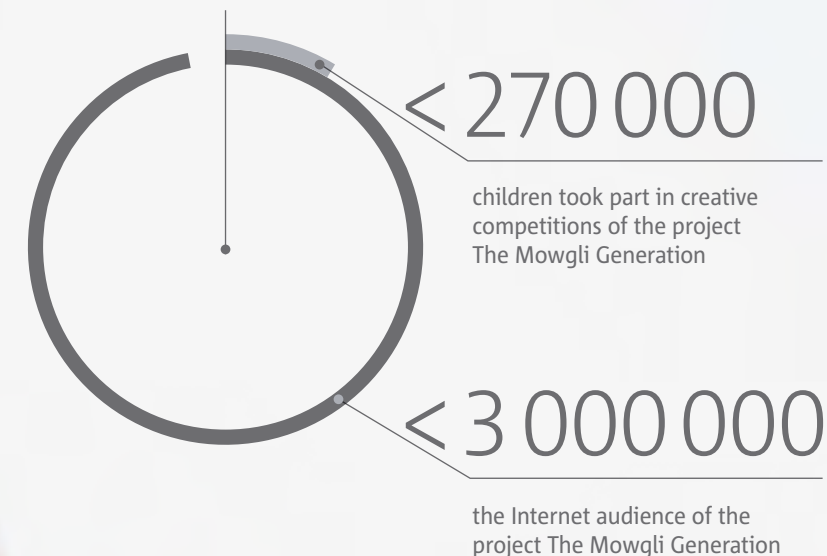 < 270 000
children took part in creative
competitions of the project
The Mowgli Generation
< 3 000 000
the Internet audience of the
project The Mowgli Generation